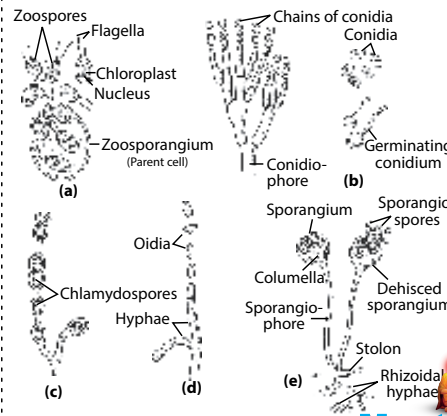 Zoospores
Flagella
Chloroplast
Nucleus
Zoosporangium
(Parent cell)
(a)
Chains of conidia
Conidia
Germinating
conidium
Conidio-
phore
(b)
Oidia
Chlamydospores
Hyphae
(c)
(d)
Sporangium
Sporangio
spores
Columella
Dehisced
sporangium
Sporangio-
phore
Stolon
(e)
Rhizoidal
hyphae